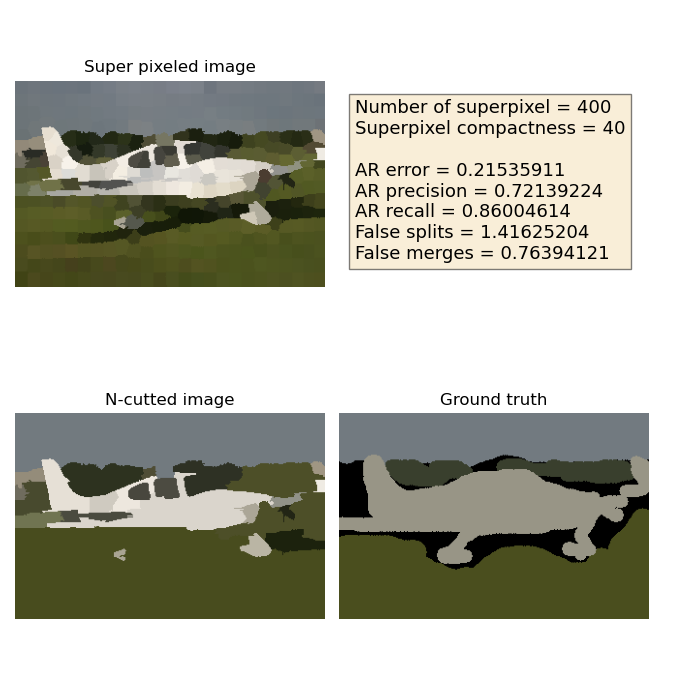 Super pixeled image
Number of superpixel = 400
Superpixel compactness = 40
AR error = 0.21535911
AR precision = 0.72139224
AR recall = 0.86004614
False splits = 1.41625204
False merges = 0.76394121
N-cutted image
Ground truth